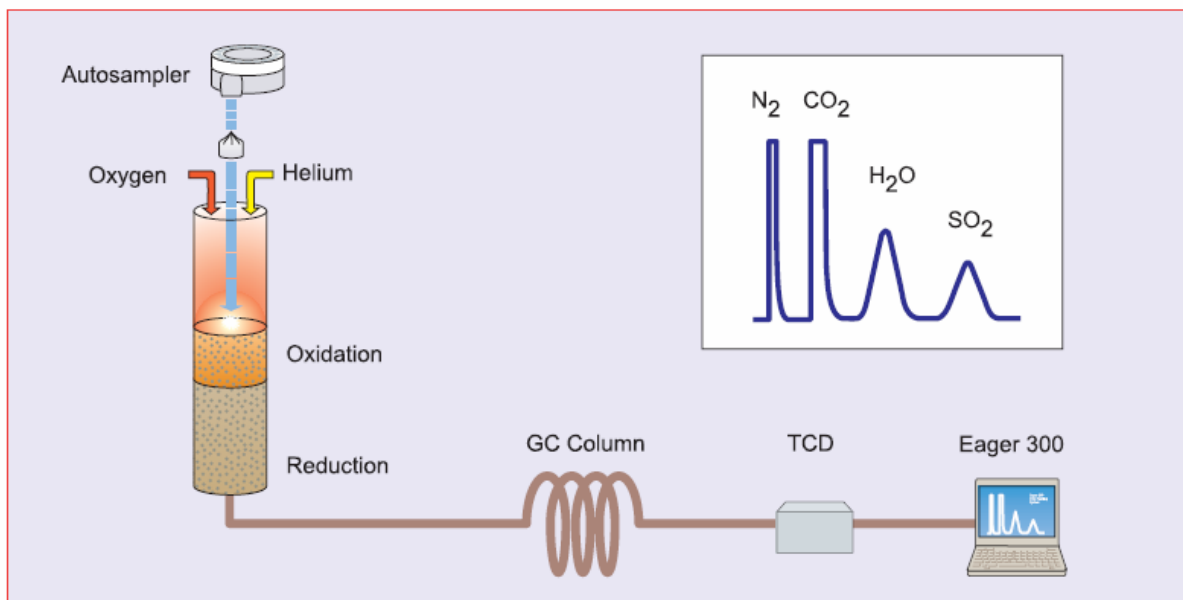 Autosampler
Oxygen
Helium
Oxidation
Reduction
GC Column
TCD
Eager 300
N₂
CO₂
H₂O
SO₂